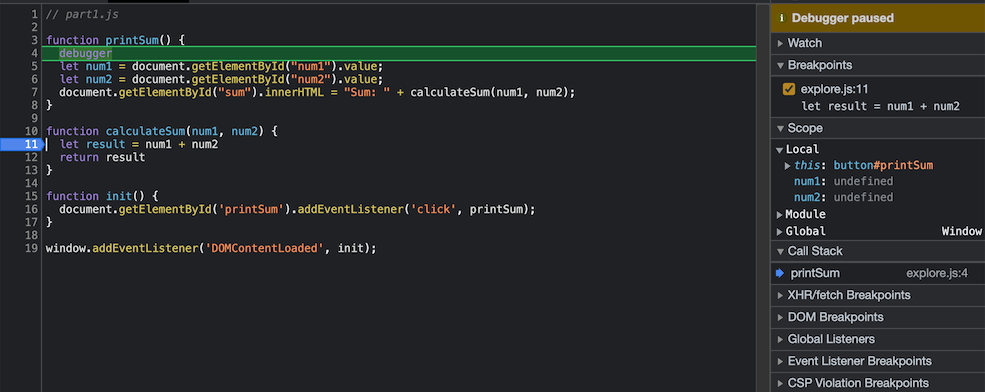 1 // part1.js
2
3 function printSum() {
4   debugger
5   let num1 = document.getElementById("num1").value;
6   let num2 = document.getElementById("num2").value;
7   document.getElementById("sum").innerHTML = "Sum: " + calculateSum(num1, num2);
8 }
9
10 function calculateSum(num1, num2) {
11   let result = num1 + num2
12   return result
13 }
14
15 function init() {
16   document.getElementById('printSum').addEventListener('click', printSum);
17 }
18
19 window.addEventListener('DOMContentLoaded', init);
i Debugger paused
Watch
Breakpoints
explore.js:11
let result = num1 + num2
Scope
Local
this: button#printSum
num1: undefined
num2: undefined
Module
Global Window
Call Stack
printSum explore.js:4
XHR/fetch Breakpoints
DOM Breakpoints
Global Listeners
Event Listener Breakpoints
CSP Violation Breakpoints